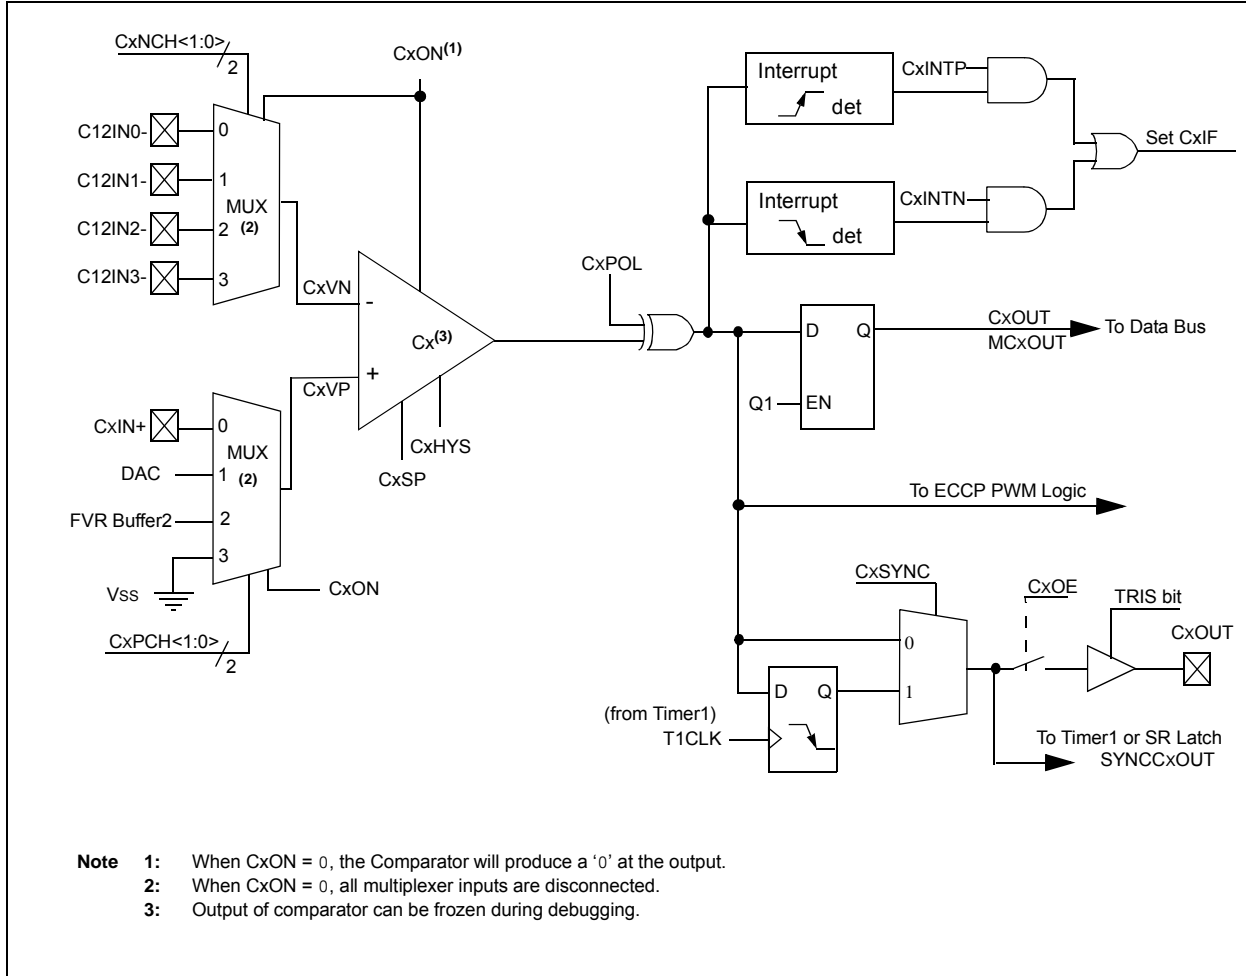 CxNCH<1:0>
2
CxON(1)
C12IN0-
0
C12IN1-
1
MUX
(2)
C12IN2-
2
C12IN3-
3
CxVN
-
Cx(3)
+
CxVP
CxHYS
CxSP
CxIN+
0
MUX
(2)
DAC
1
FVR Buffer2
2
3
Vss
CxON
CxPCH<1:0>
2
CxPOL
Interrupt
det
CxINTP
Set CxIF
Interrupt
det
CxINTN
D
Q
Q1
EN
CxOUT
MCxOUT
To Data Bus
To ECCP PWM Logic
CxSYNC
0
1
CxOE
TRIS bit
CxOUT
D
Q
(from Timer1)
T1CLK
To Timer1 or SR Latch
SYNCCxOUT
Note 1: When CxON = 0, the Comparator will produce a ‘0’ at the output.
2: When CxON = 0, all multiplexer inputs are disconnected.
3: Output of comparator can be frozen during debugging.